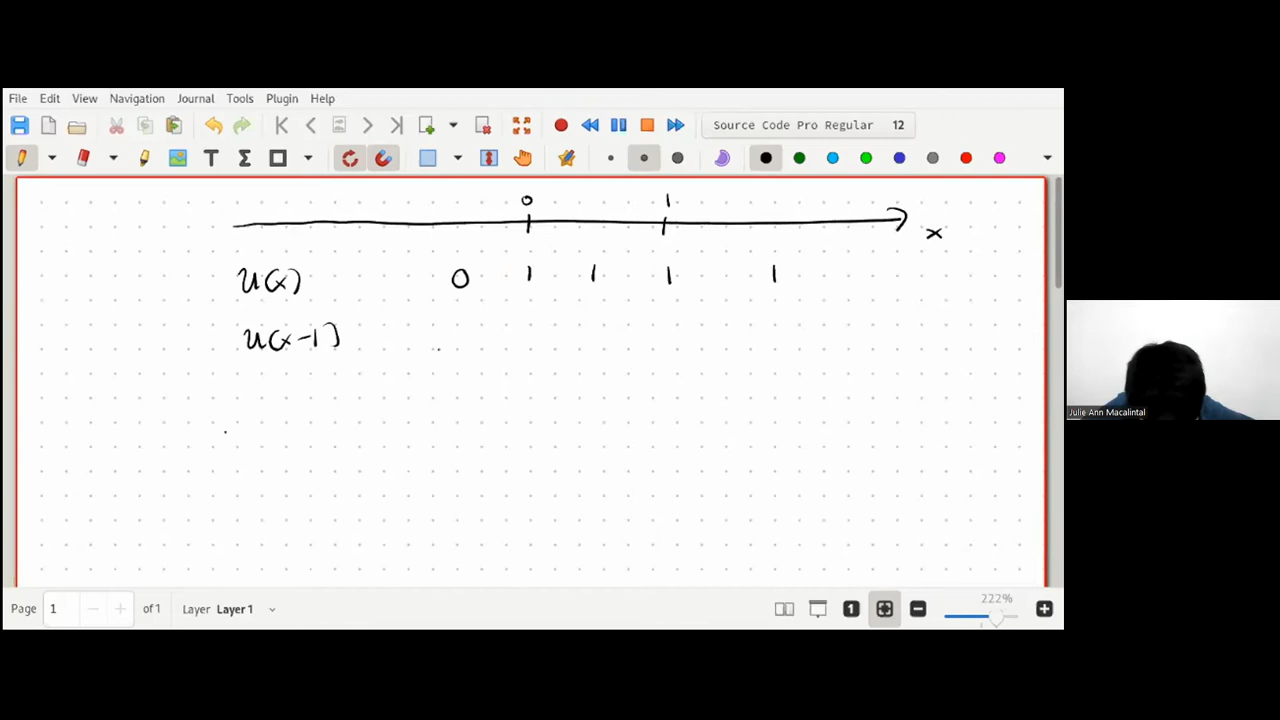 File Edit View Navigation Journal Tools Plugin Help
Source Code Pro Regular 12
0 1
x
u(x) 0 1 1 1 1
u(x-1)
Julie Ann Macalintal
Page 1 of 1 Layer Layer 1 1 222%